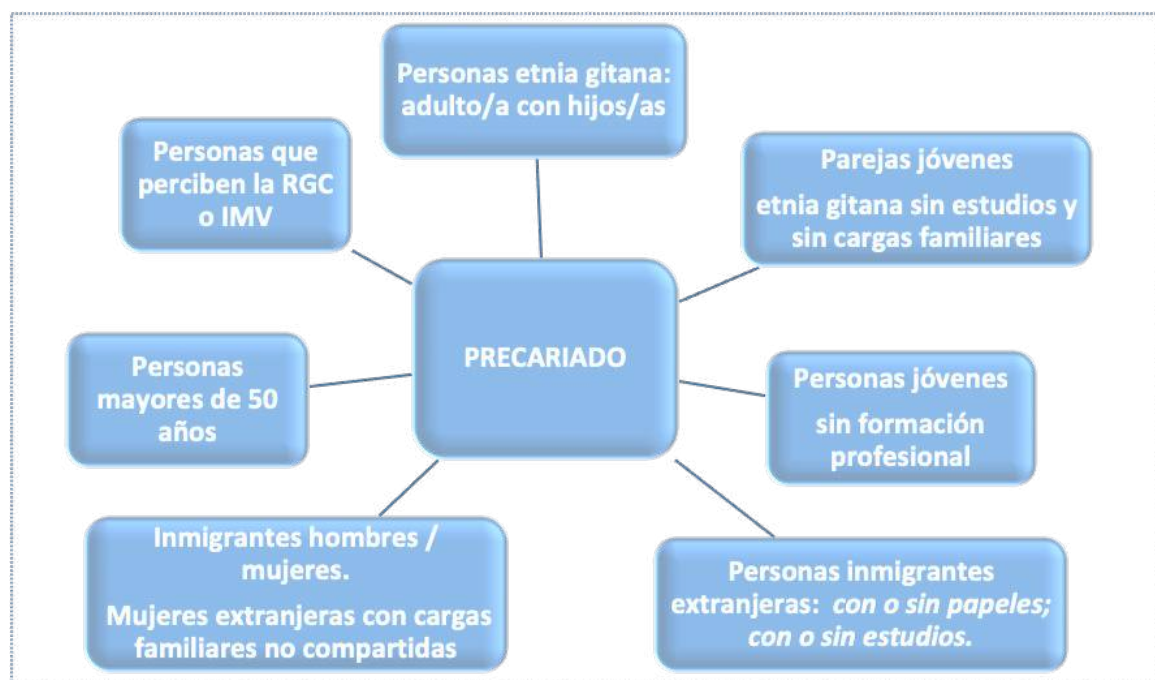 Personas etnia gitana:
adulto/a con hijos/as
Personas que
perciben la RGC
o IMV
Parejas jóvenes
etnia gitana sin estudios y
sin cargas familiares
PRECARIADO
Personas
mayores de 50
años
Personas jóvenes
sin formación
profesional
Inmigrantes hombres /
mujeres.
Mujeres extranjeras con cargas
familiares no compartidas
Personas inmigrantes
extranjeras: con o sin papeles;
con o sin estudios.